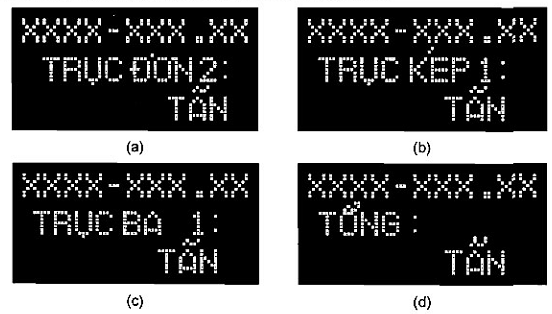 XXXX-XXX.XX
TRỤC ĐƠN 2:
TẤN
(a)
XXXX-XXX.XX
TRỤC KÉP 1:
TẤN
(b)
XXXX-XXX.XX
TRỤC BA 1:
TẤN
(c)
XXXX-XXX.XX
TỔNG :
TẤN
(d)